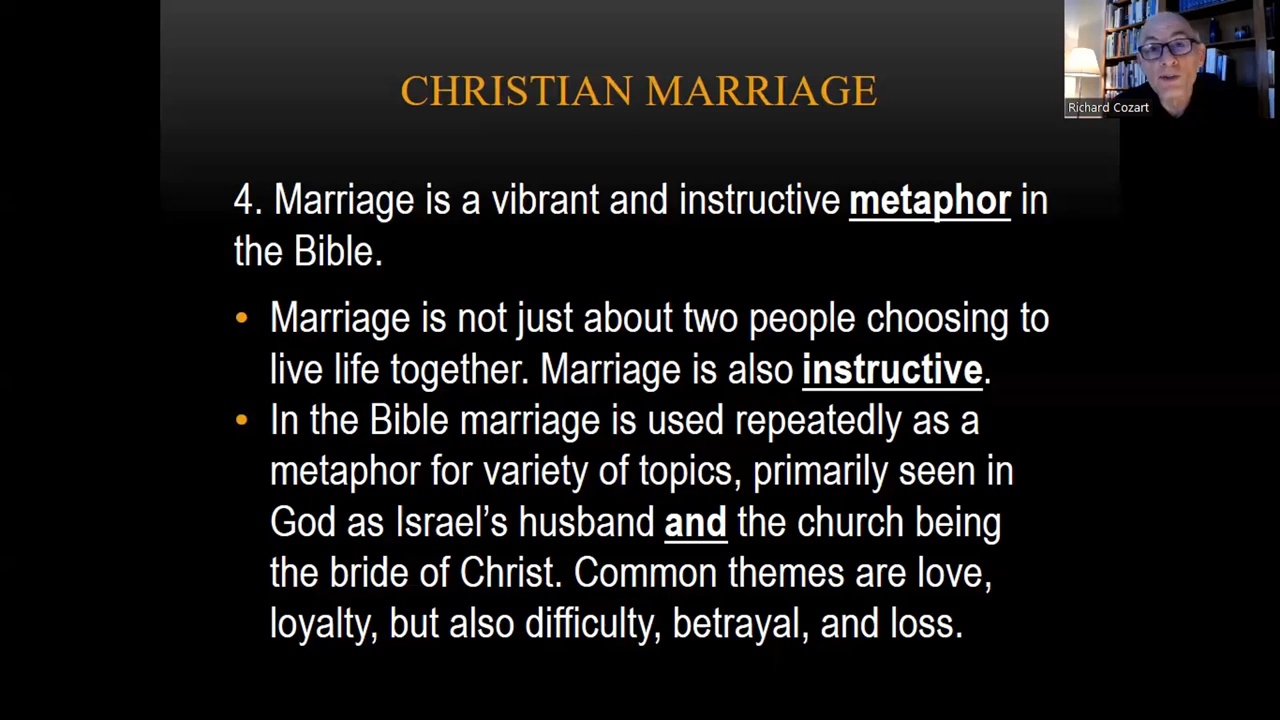 CHRISTIAN MARRIAGE
Richard Cozart
4. Marriage is a vibrant and instructive metaphor in
the Bible.
• Marriage is not just about two people choosing to
live life together. Marriage is also instructive.
• In the Bible marriage is used repeatedly as a
metaphor for variety of topics, primarily seen in
God as Israel’s husband and the church being
the bride of Christ. Common themes are love,
loyalty, but also difficulty, betrayal, and loss.